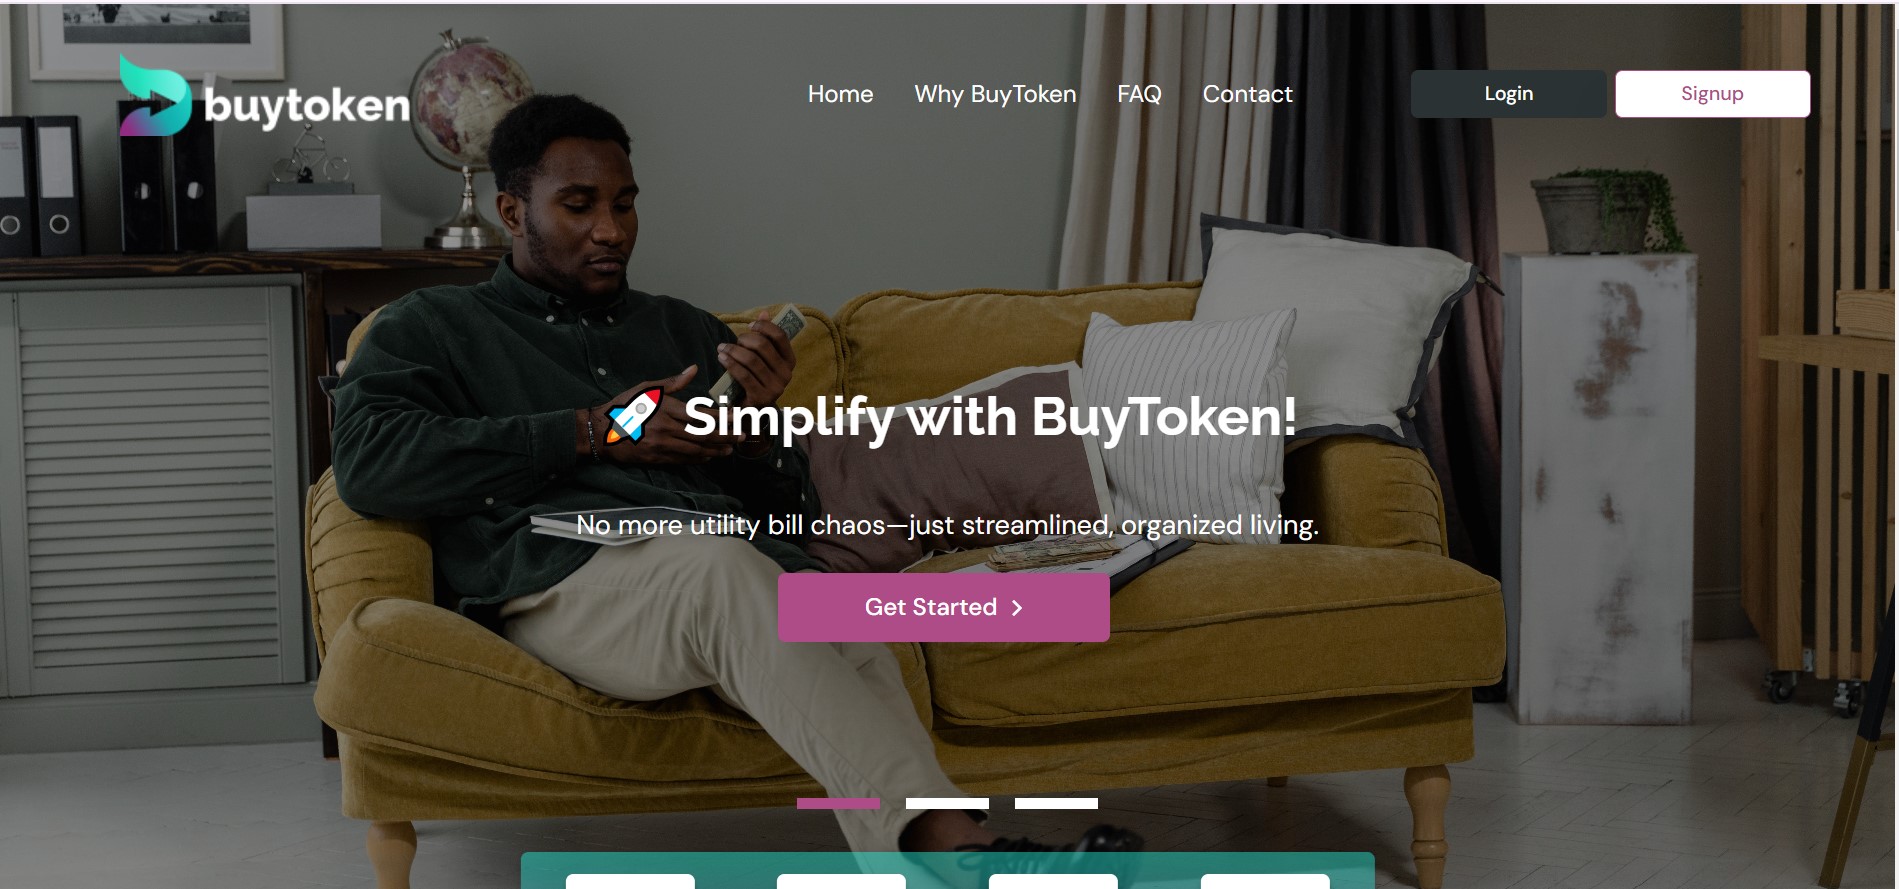 buytoken
Home
Why BuyToken
FAQ
Contact
Login
Signup
🚀 Simplify with BuyToken!
No more utility bill chaos—just streamlined, organized living.
Get Started